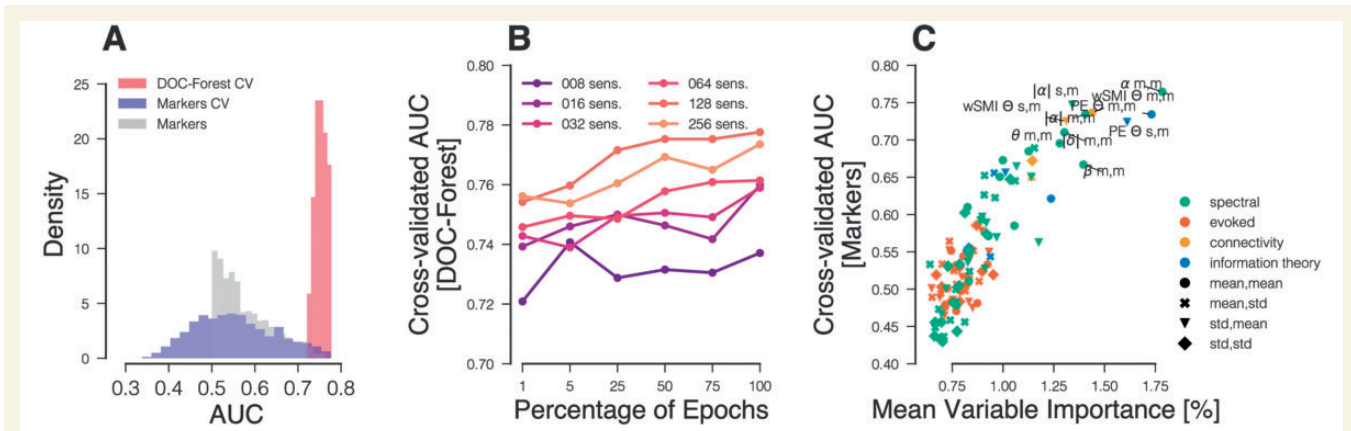 A
DOC-Forest CV
Markers CV
Markers
25
20
15
10
5
0
Density
0.3 0.4 0.5 0.6 0.7 0.8
AUC
B
008 sens.
016 sens.
032 sens.
064 sens.
128 sens.
256 sens.
0.80
0.78
0.76
0.74
0.72
0.70
Cross-validated AUC
[DOC-Forest]
1 5 25 50 75 100
Percentage of Epochs
C
0.80
0.75
0.70
0.65
0.60
0.55
0.50
0.45
0.40
Cross-validated AUC
[Markers]
α m,m
|α| s,m
wSMI Θ m,m
wSMI Θ s,m
PE Θ m,m
|α| m,m
PE Θ s,m
θ m,m
|δ| m,m
β m,m
spectral
evoked
connectivity
information theory
mean,mean
mean,std
std,mean
std,std
0.75 1.00 1.25 1.50 1.75
Mean Variable Importance [%]